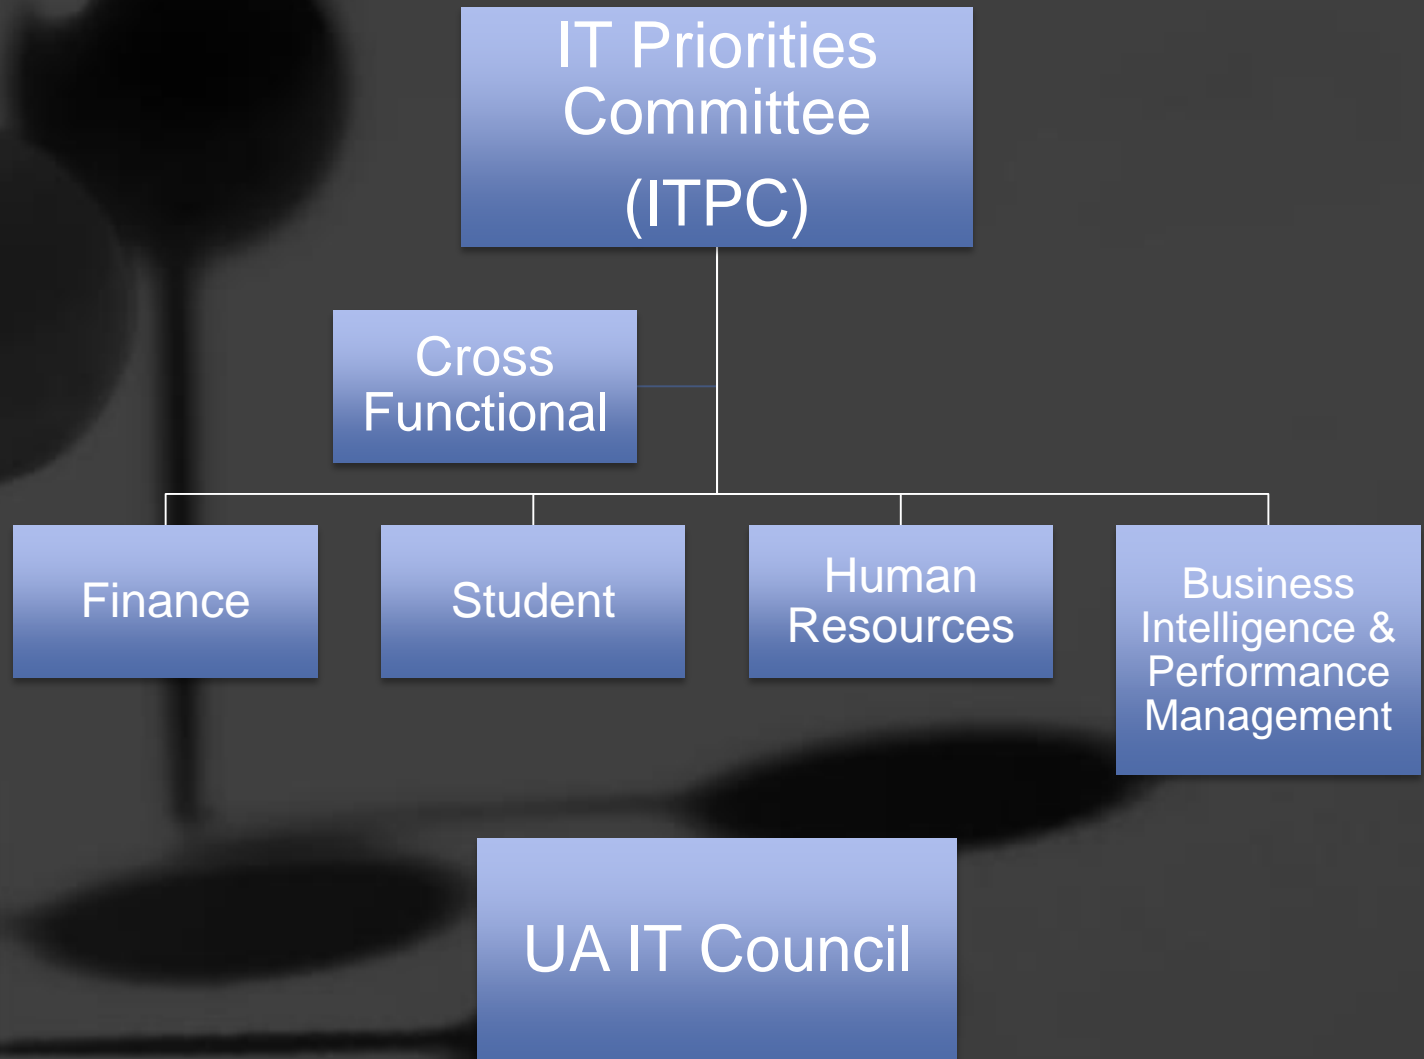 IT Priorities
Committee
(ITPC)
Cross
Functional
Finance
Student
Human
Resources
Business
Intelligence &
Performance
Management
UA IT Council